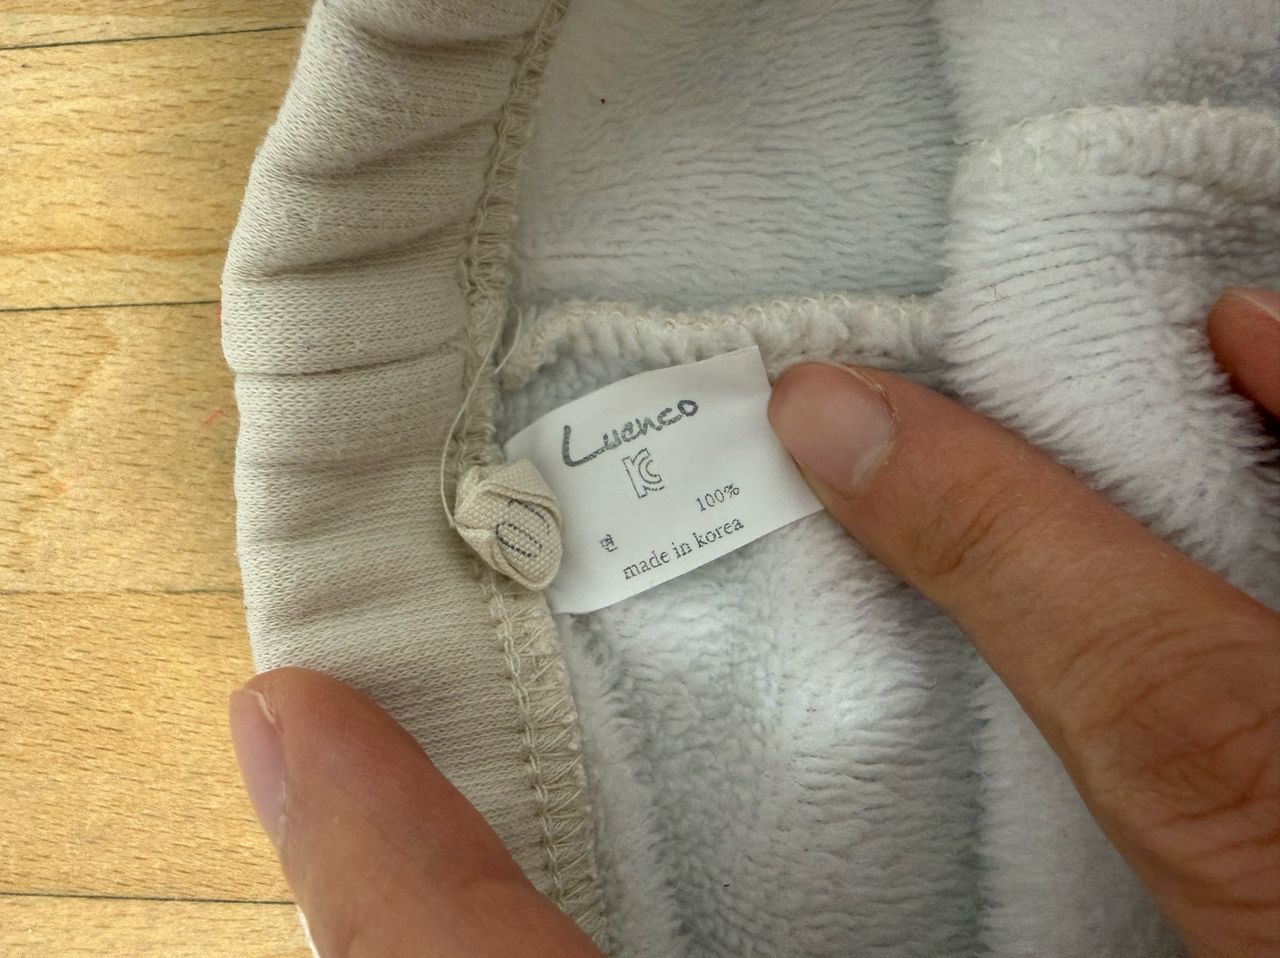 Luenco
KC
면 100%
made in korea